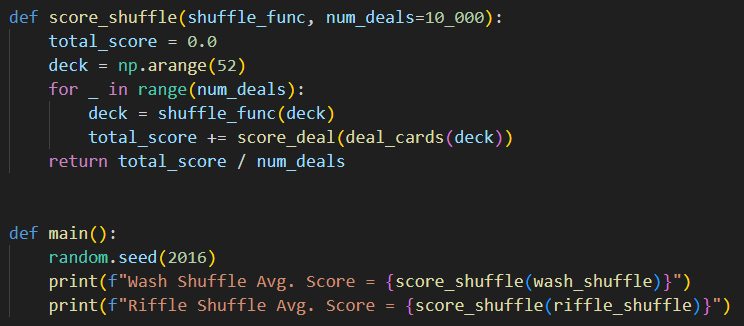 def score_shuffle(shuffle_func, num_deals=10_000):
    total_score = 0.0
    deck = np.arange(52)
    for _ in range(num_deals):
        deck = shuffle_func(deck)
        total_score += score_deal(deal_cards(deck))
    return total_score / num_deals
def main():
    random.seed(2016)
    print(f"Wash Shuffle Avg. Score = {score_shuffle(wash_shuffle)}")
    print(f"Riffle Shuffle Avg. Score = {score_shuffle(riffle_shuffle)}")